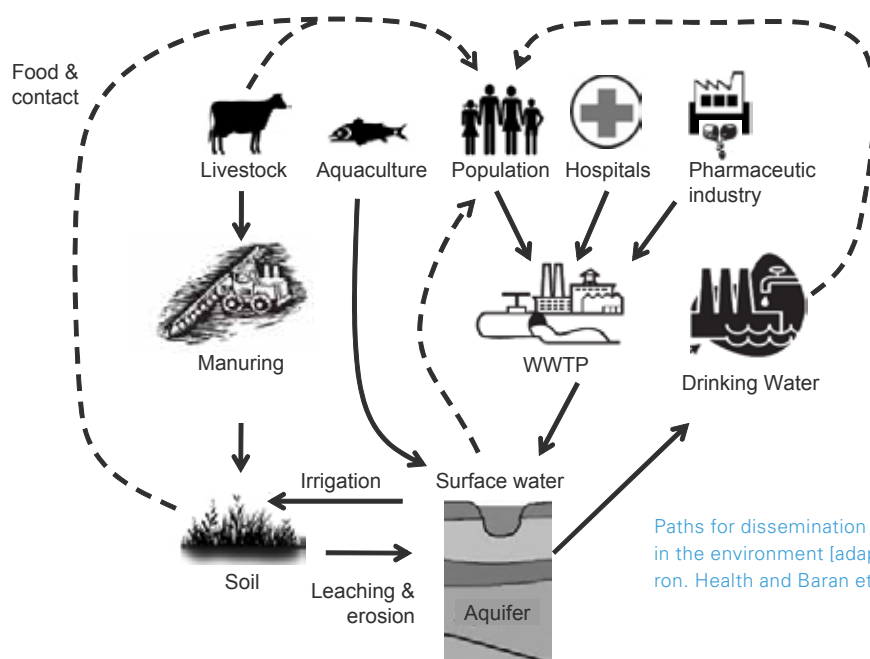 Food &
contact
Livestock
Aquaculture
Population
Hospitals
Pharmaceutic
industry
Manuring
WWTP
Drinking Water
Irrigation
Surface water
Soil
Leaching &
erosion
Aquifer
Paths for dissemination
in the environment [adap
ron. Health and Baran et